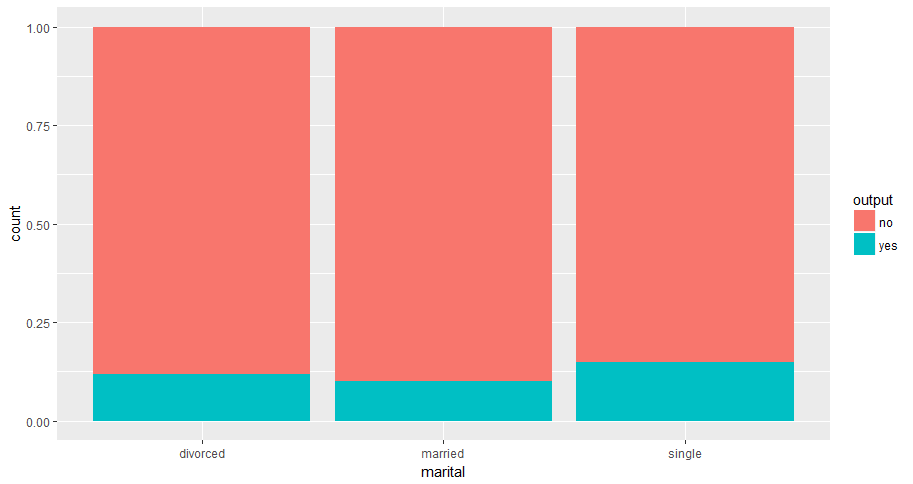 1.00
0.75
0.50
0.25
0.00
count
divorced married single
marital
output
no
yes